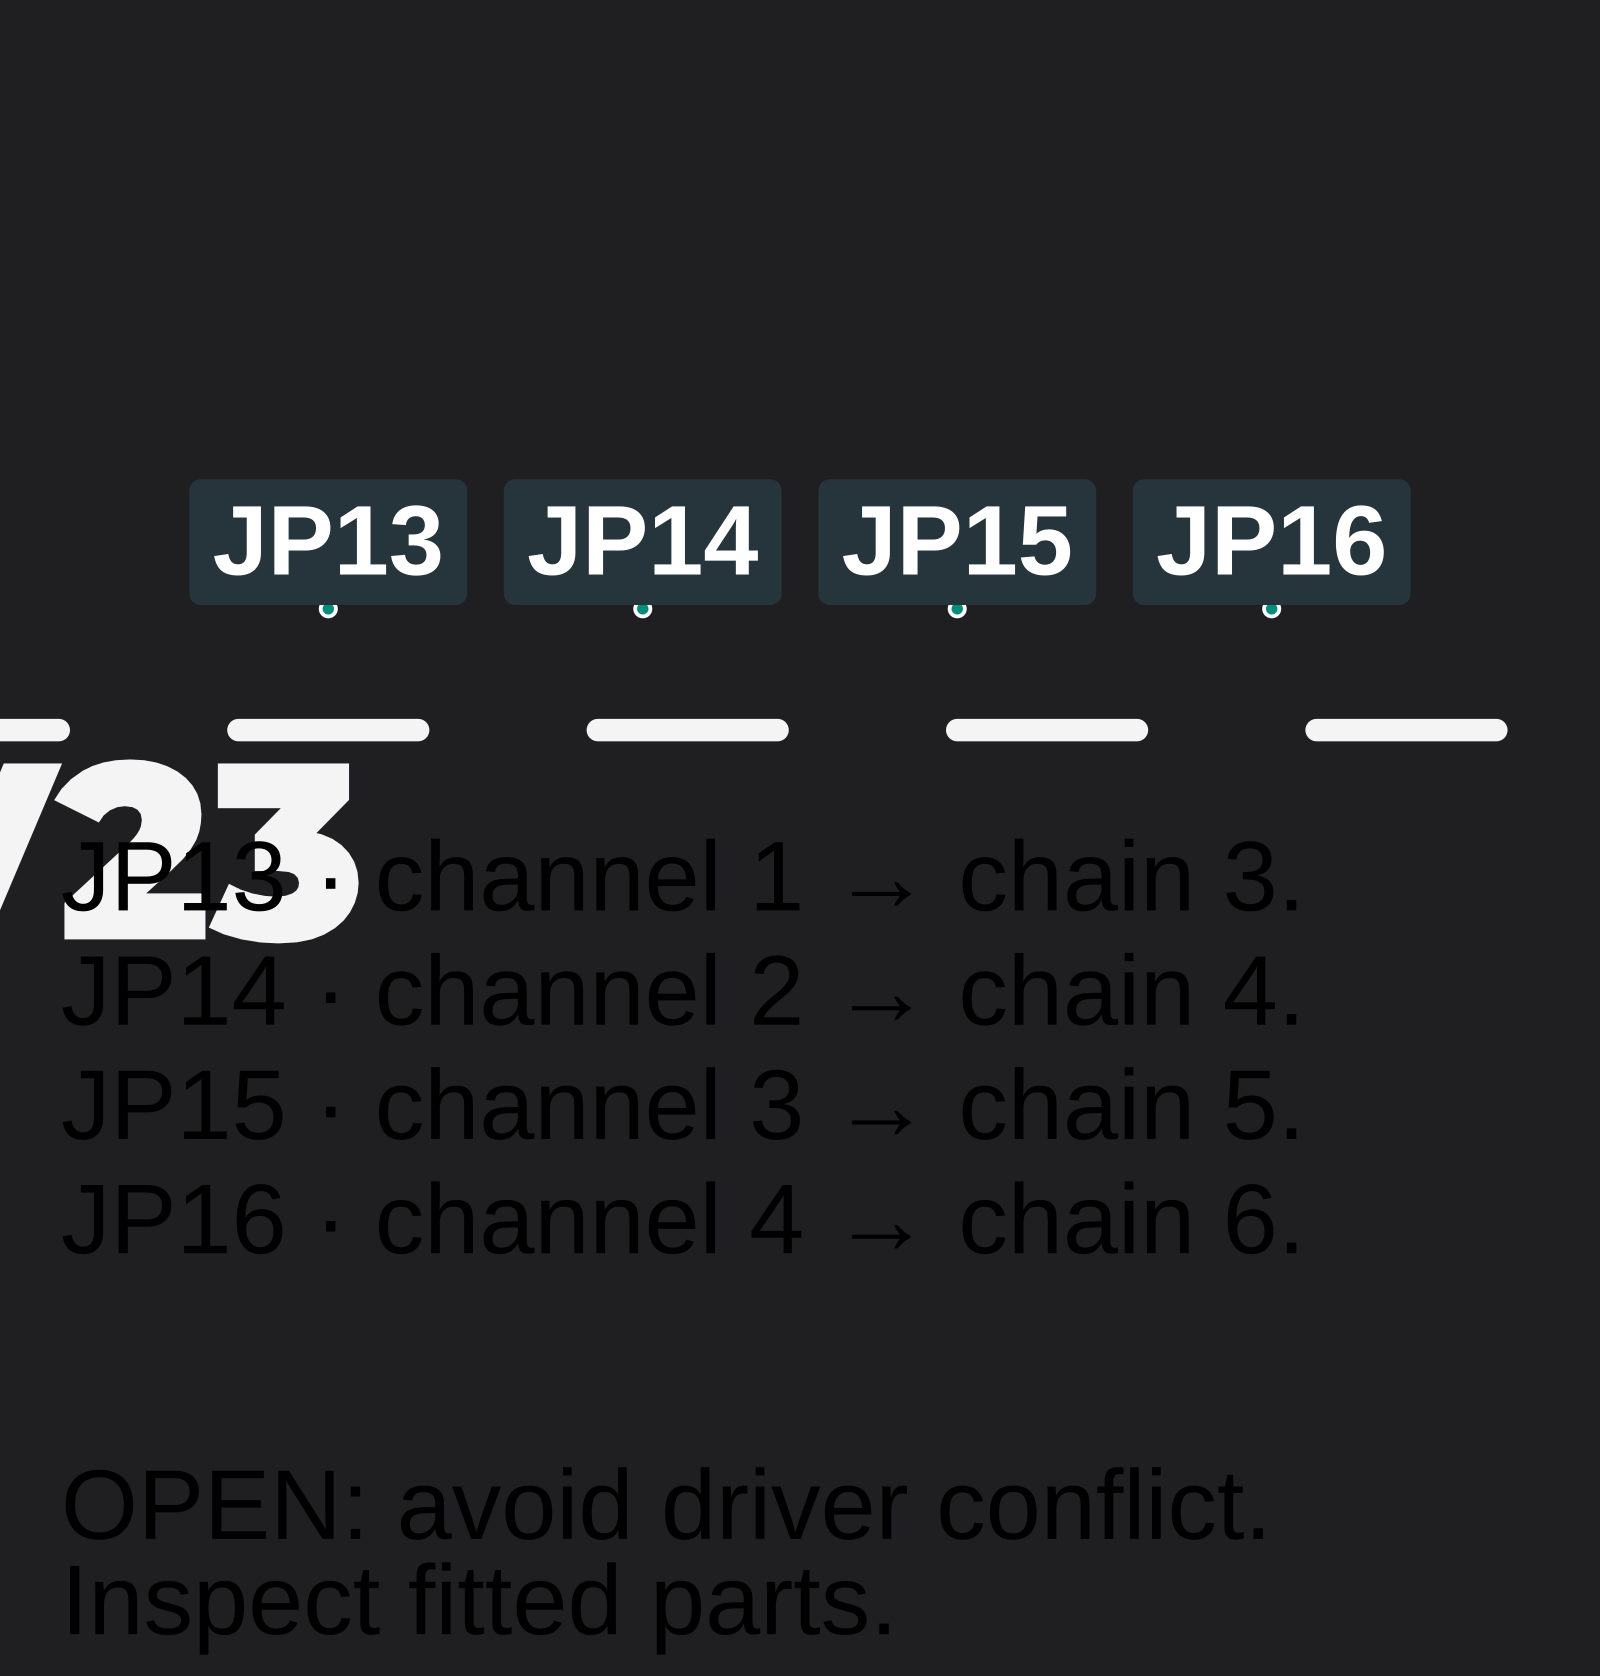 JP13 JP14 JP15 JP16
/23
JP13 · channel 1 → chain 3.
JP14 · channel 2 → chain 4.
JP15 · channel 3 → chain 5.
JP16 · channel 4 → chain 6.
OPEN: avoid driver conflict.
Inspect fitted parts.